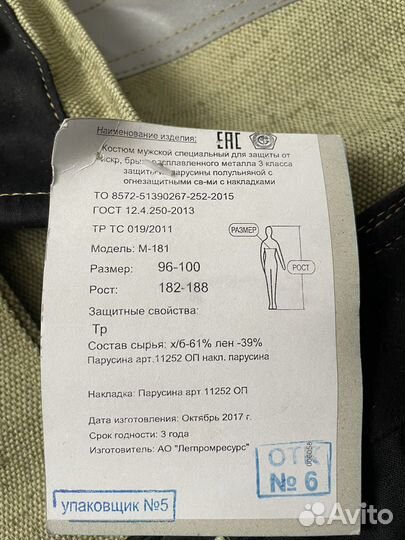 Наименование изделия: ЕАС
Костюм мужской специальный для защиты от
искр, брызг расплавленного металла 3 класса
защиты из парусины полульняной с
огнезащитными св-ми с накладками
ТО 8572-51390267-252-2015
ГОСТ 12.4.250-2013
ТР ТС 019/2011
Модель: М-181
Размер: 96-100
Рост: 182-188
РАЗМЕР
РОСТ
Защитные свойства:
Тр
Состав сырья: х/б-61% лен -39%
Парусина арт.11252 ОП накл. парусина
Накладка: Парусина арт 11252 ОП
Дата изготовления: Октябрь 2017 г.
Срок годности: 3 года
Изготовитель: АО "Легпромресурс"
ОТК
№ 6
упаковщик №5
Avito